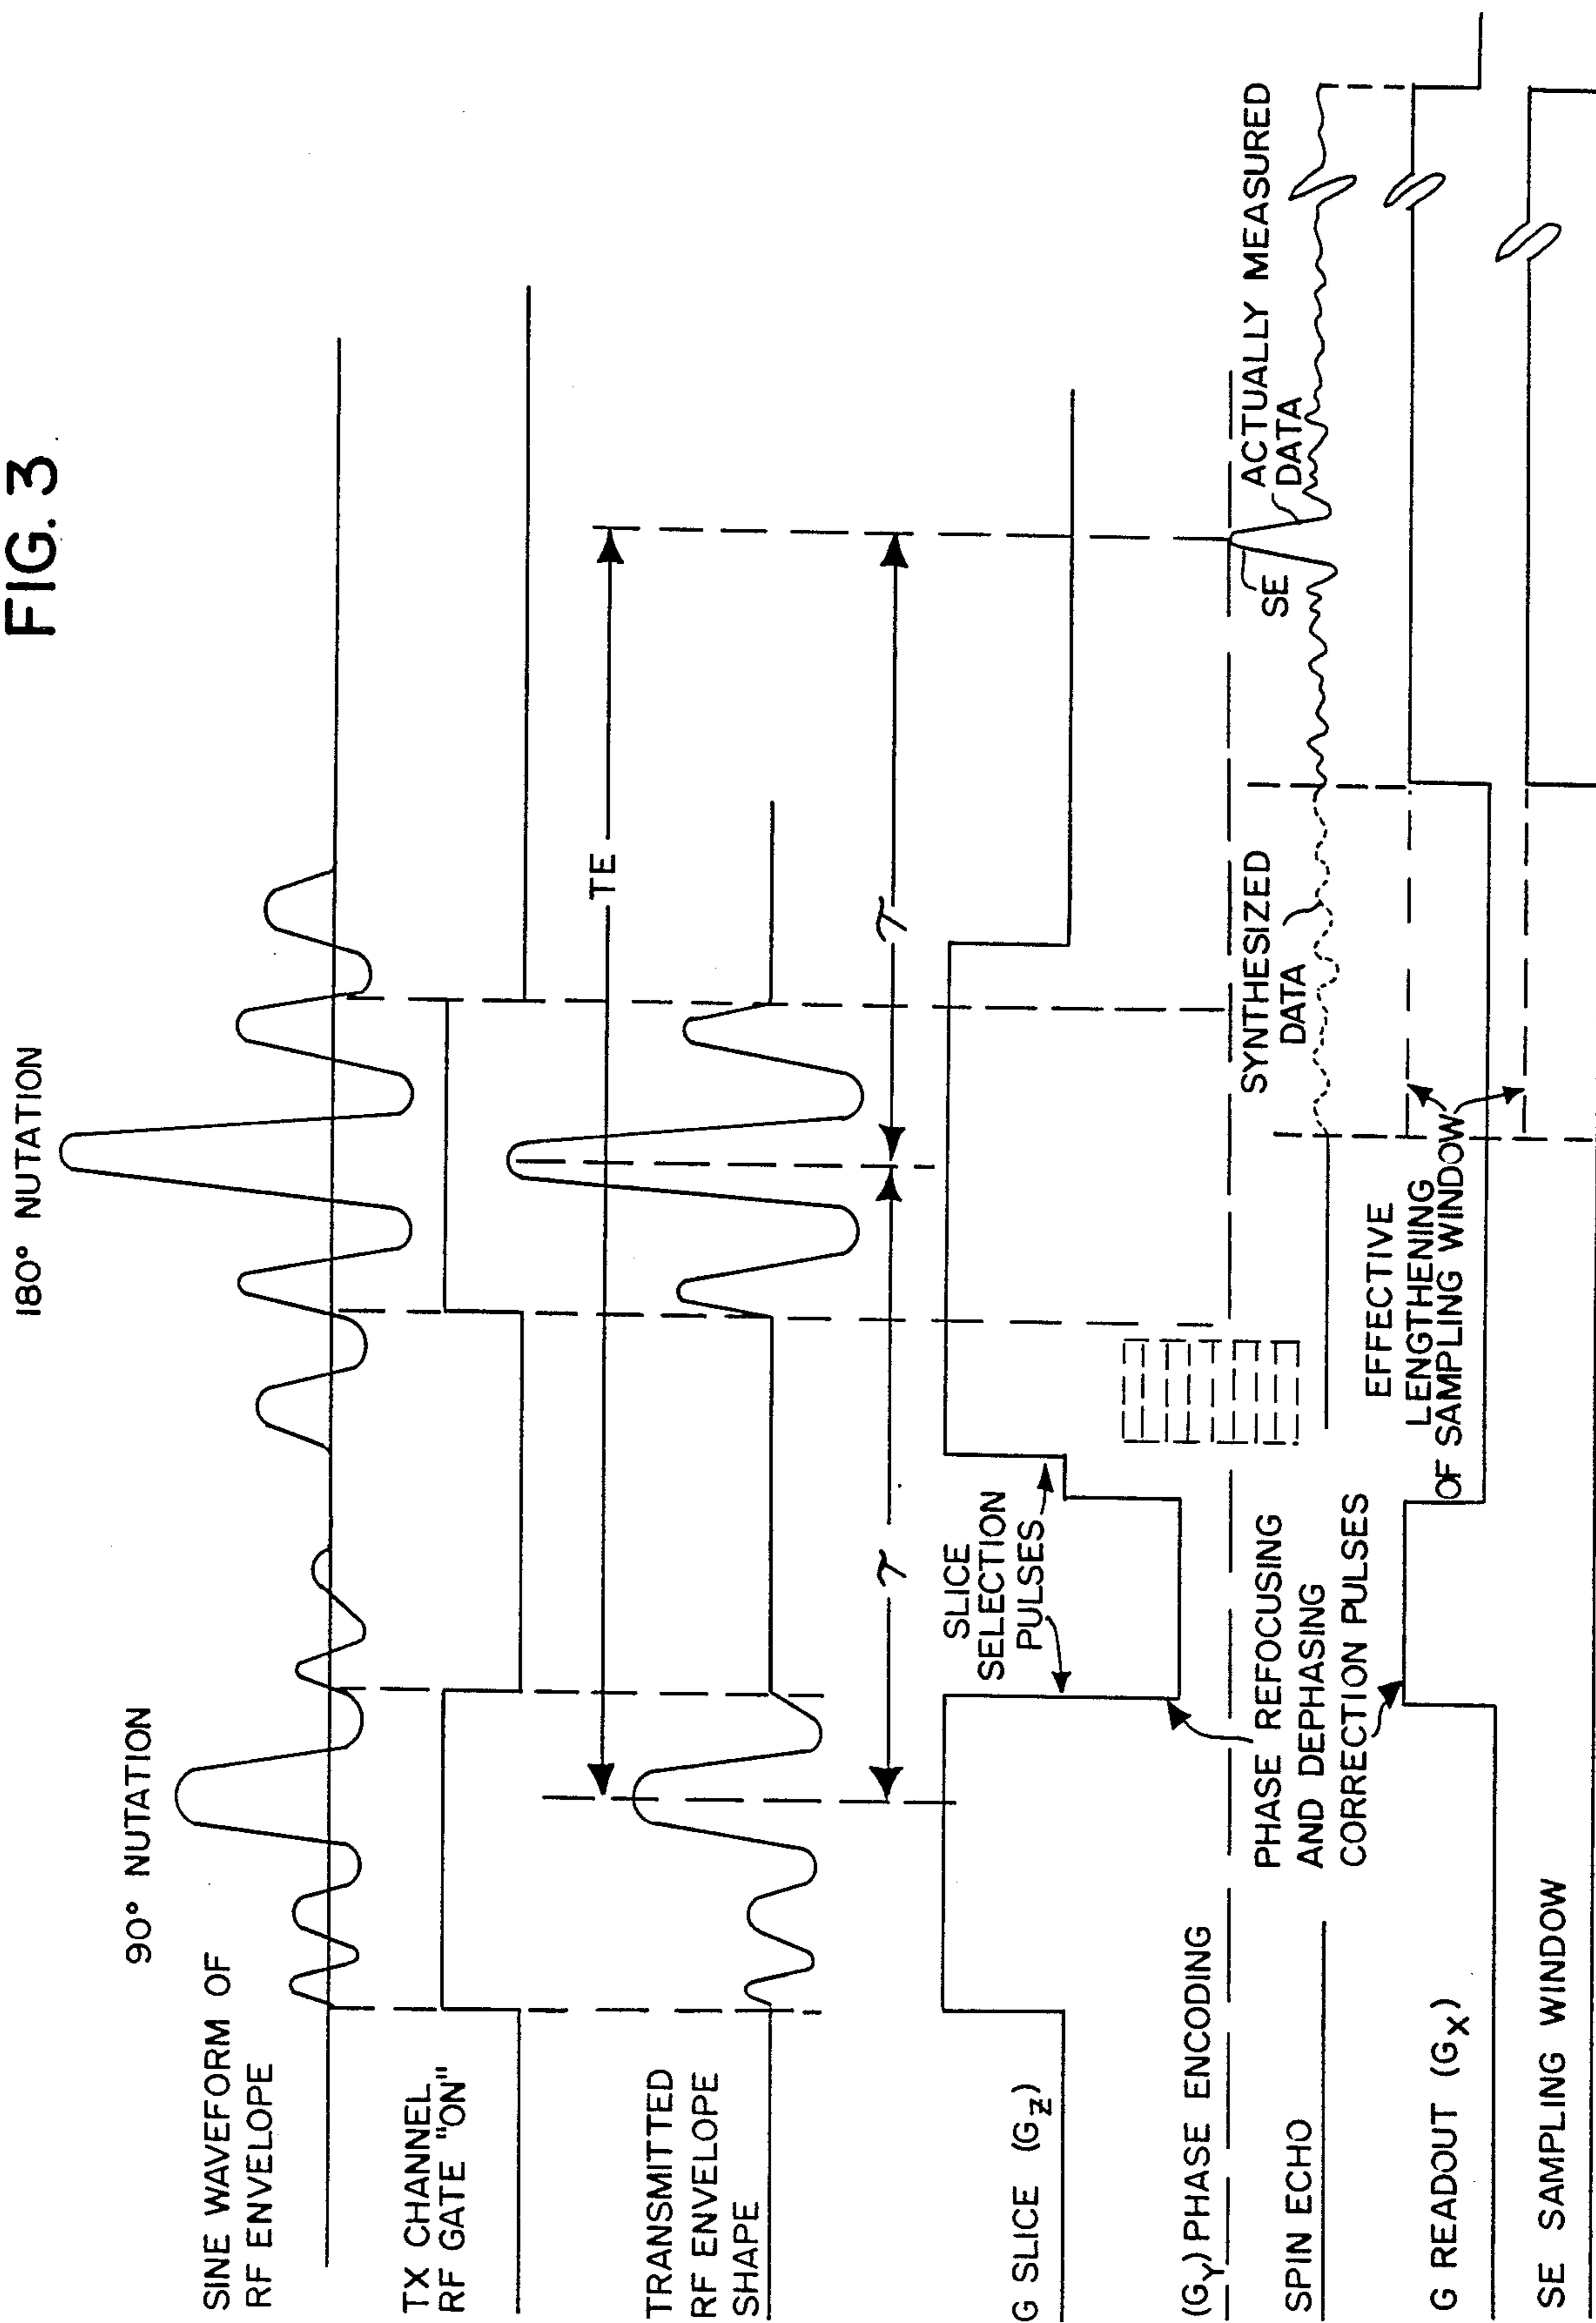 FIG. 3
180° NUTATION
90° NUTATION
SINE WAVEFORM OF
RF ENVELOPE
TX CHANNEL
RF GATE "ON"
TE
TRANSMITTED
RF ENVELOPE
SHAPE
τ
τ
SLICE
SELECTION
PULSES
G SLICE (GZ)
(GY) PHASE ENCODING
SYNTHESIZED
DATA
SE
ACTUALLY MEASURED
DATA
PHASE REFOCUSING
AND DEPHASING
CORRECTION PULSES
SPIN ECHO
EFFECTIVE
LENGTHENING
OF SAMPLING WINDOW
G READOUT (GX)
SE SAMPLING WINDOW